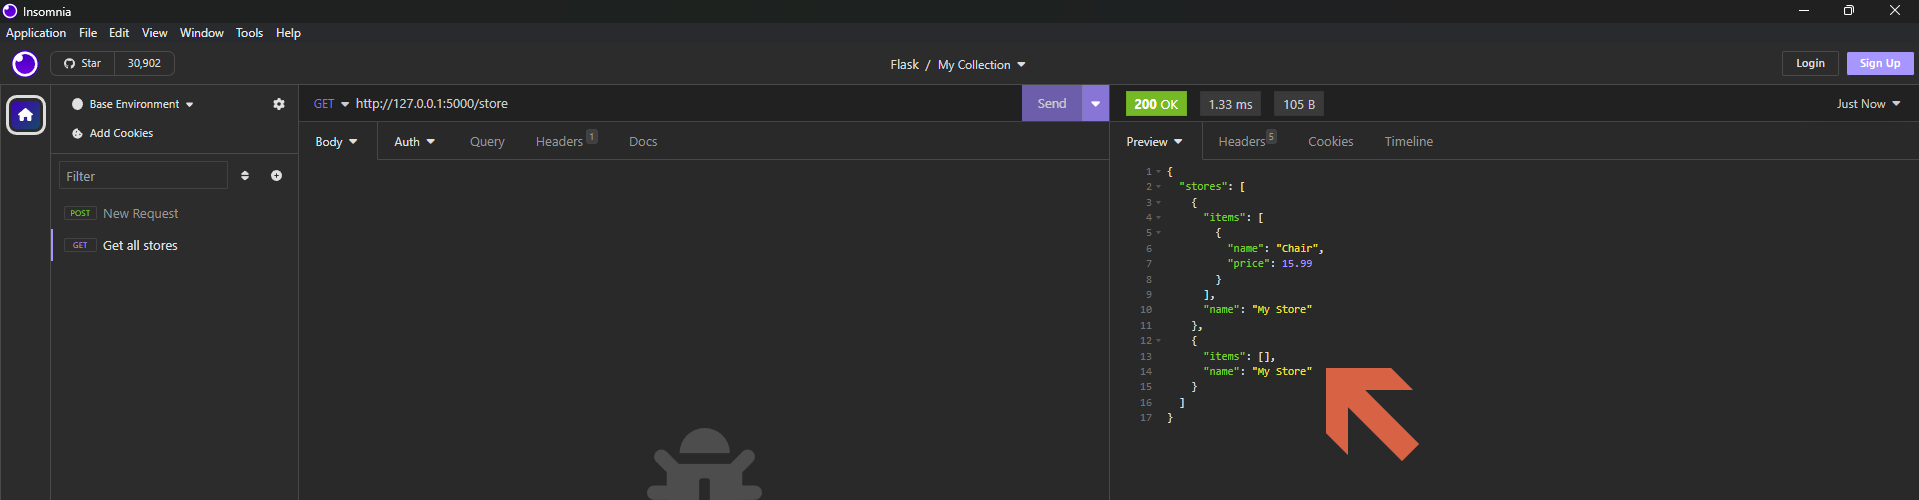 Insomnia
Application File Edit View Window Tools Help
Star 30,902
Flask / My Collection
Login Sign Up
Base Environment
GET http://127.0.0.1:5000/store
Send
200 OK 1.33 ms 105 B
Just Now
Add Cookies
Body Auth Query Headers 1 Docs
Preview Headers 5 Cookies Timeline
Filter
POST New Request
GET Get all stores
1 {
2 "stores": [
3 {
4 "items": [
5 {
6 "name": "Chair",
7 "price": 15.99
8 }
9 ],
10 "name": "My Store"
11 },
12 {
13 "items": [],
14 "name": "My Store"
15 }
16 ]
17 }